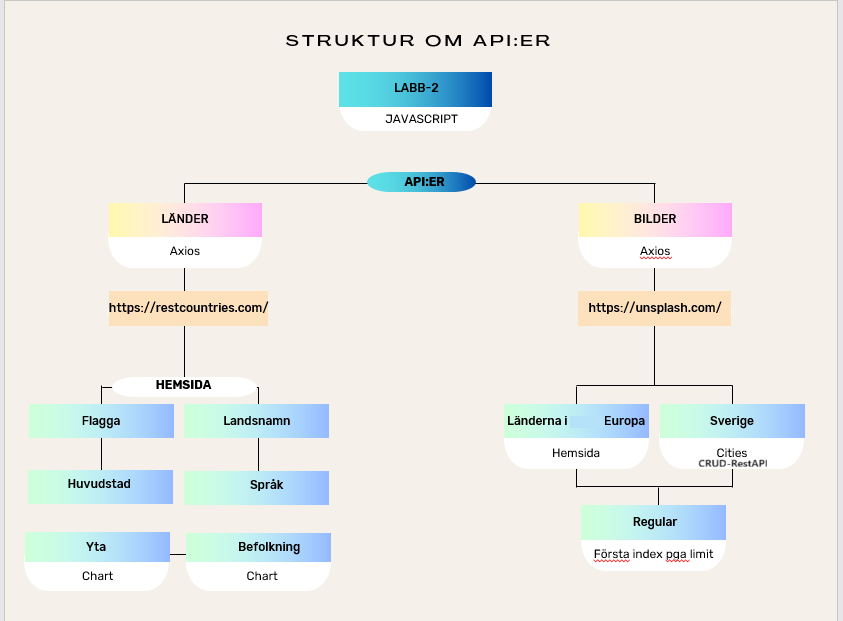 STRUKTUR OM API:ER
LABB-2
JAVASCRIPT
API:ER
LÄNDER
Axios
https://restcountries.com/
HEMSIDA
Flagga
Landsnamn
Huvudstad
Språk
Yta
Chart
Befolkning
Chart
BILDER
Axios
https://unsplash.com/
Länderna i Europa
Hemsida
Sverige
Cities
CRUD-RestAPI
Regular
Första index pga limit